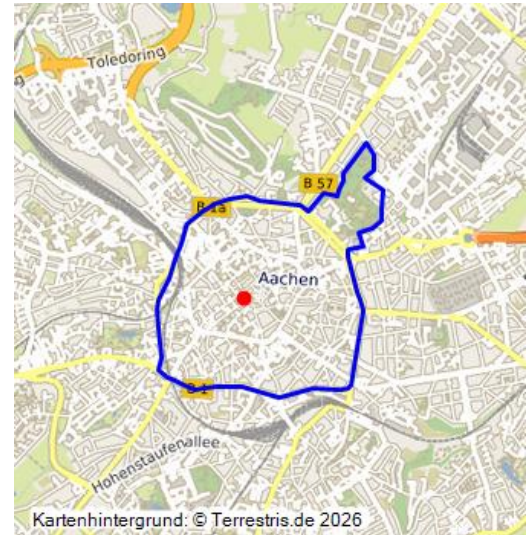 Toledoring
B 57
B 1a
Aachen
B 1
Hohenstaufenallee
Kartenhintergrund: © Terrestris.de 2026